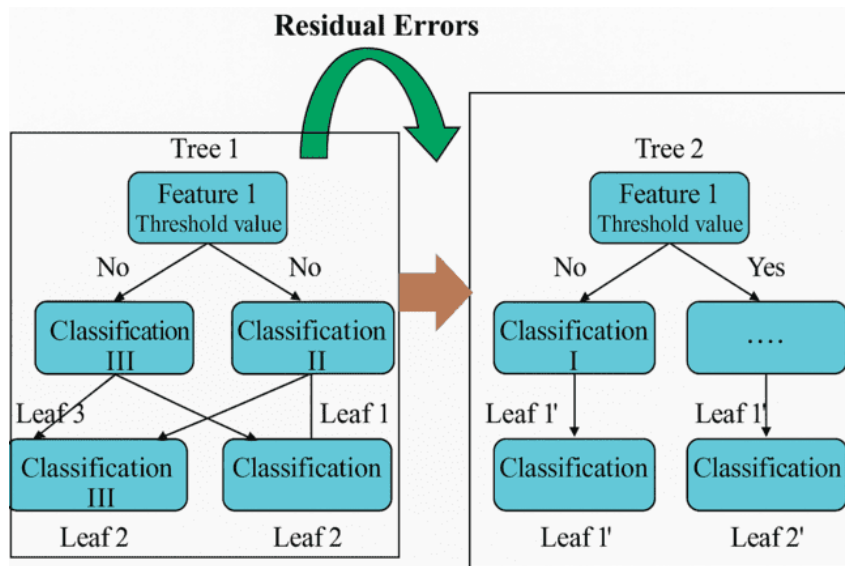 Residual Errors
Tree 1
Feature 1
Threshold value
No
No
Classification
III
Classification
II
Leaf 3
Leaf 1
Classification
III
Classification
Leaf 2
Leaf 2
Tree 2
Feature 1
Threshold value
No
Yes
Classification
I
....
Leaf 1'
Leaf 1'
Classification
Classification
Leaf 1'
Leaf 2'